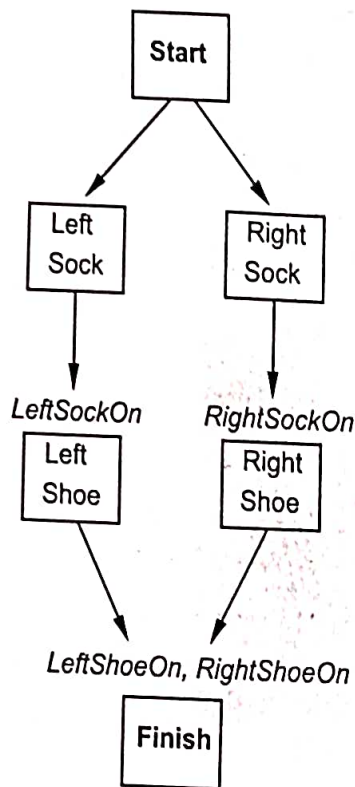 Start
Left
Sock
Right
Sock
LeftSockOn
RightSockOn
Left
Shoe
Right
Shoe
LeftShoeOn, RightShoeOn
Finish